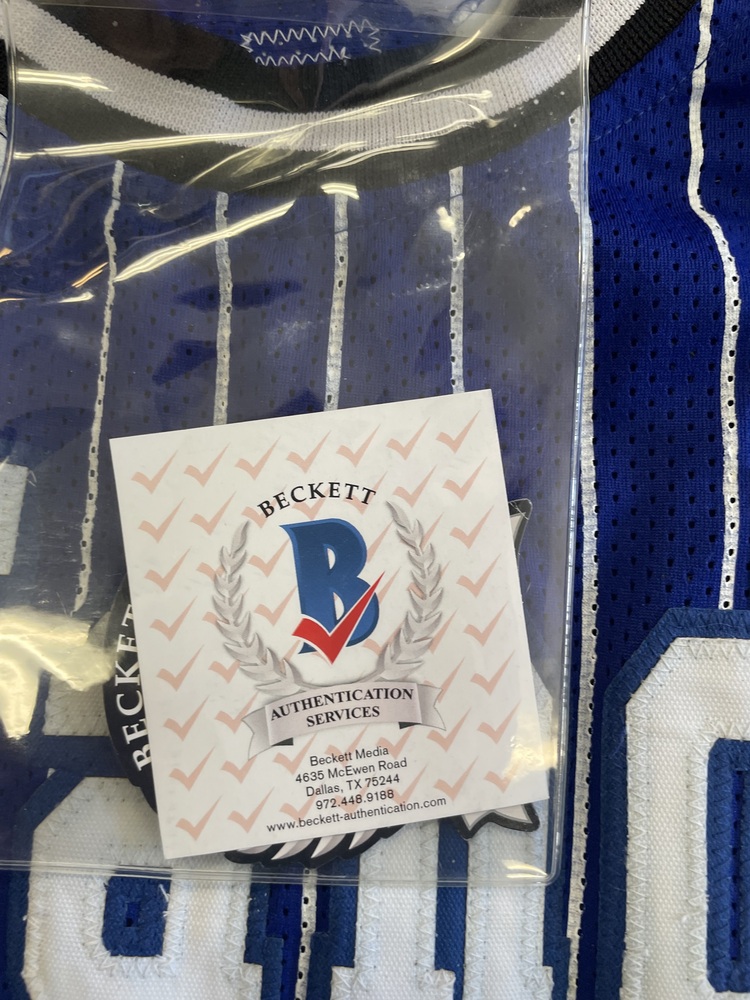 BECKETT
B
AUTHENTICATION
SERVICES
Beckett Media
4635 McEwen Road
Dallas, TX 75244
972.448.9188
www.beckett-authentication.com
BECKETT